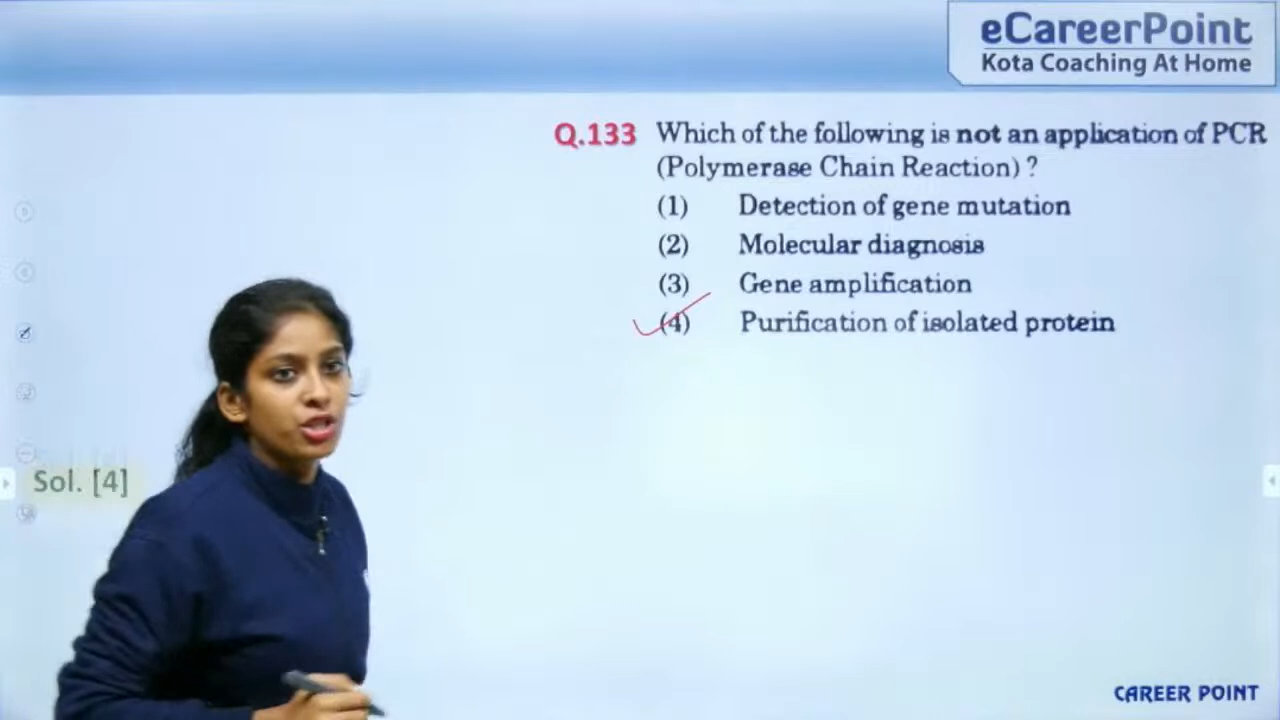 eCareerPoint
Kota Coaching At Home
Q.133 Which of the following is not an application of PCR
(Polymerase Chain Reaction) ?
(1) Detection of gene mutation
(2) Molecular diagnosis
(3) Gene amplification
(4) Purification of isolated protein
Sol. [4]
CAREER POINT